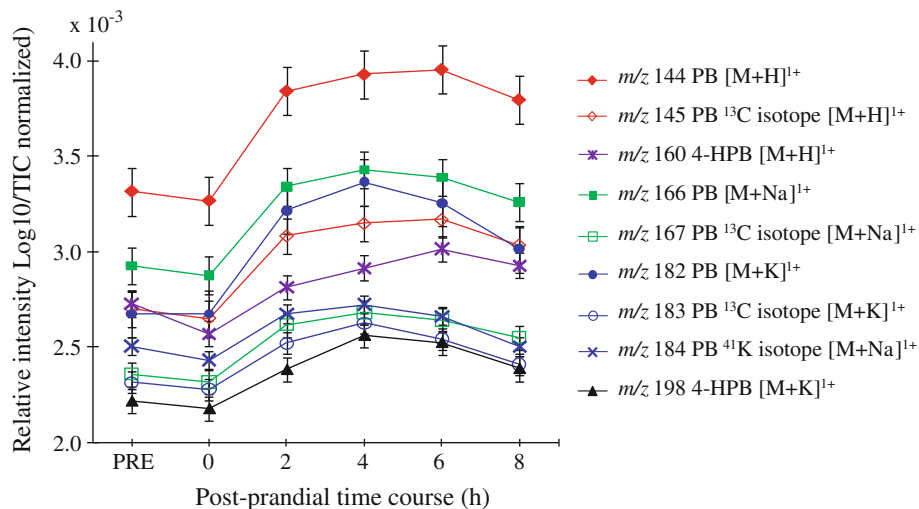 x 10⁻³
Relative intensity Log10/TIC normalized)
4.0
3.5
3.0
2.5
2.0
PRE 0 2 4 6 8
Post-prandial time course (h)
m/z 144 PB [M+H]¹⁺
m/z 145 PB ¹³C isotope [M+H]¹⁺
m/z 160 4-HPB [M+H]¹⁺
m/z 166 PB [M+Na]¹⁺
m/z 167 PB ¹³C isotope [M+Na]¹⁺
m/z 182 PB [M+K]¹⁺
m/z 183 PB ¹³C isotope [M+K]¹⁺
m/z 184 PB ⁴¹K isotope [M+Na]¹⁺
m/z 198 4-HPB [M+K]¹⁺